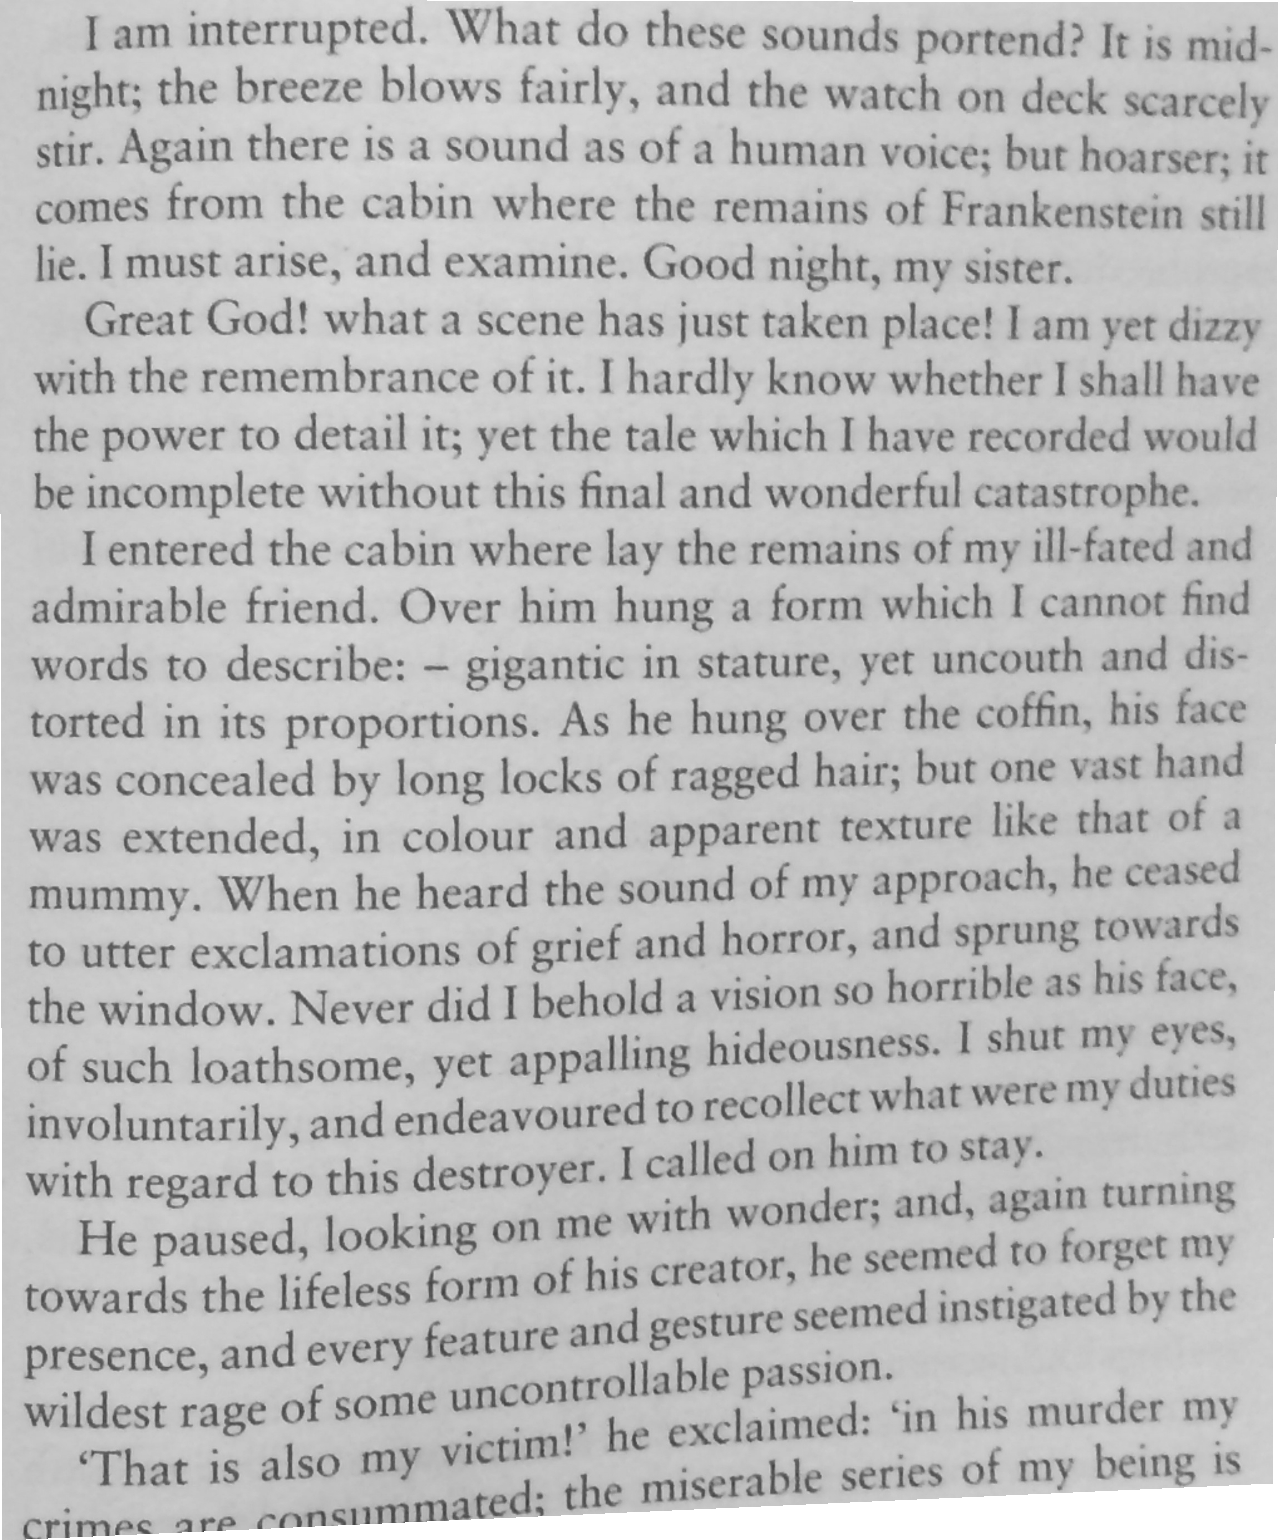 I am interrupted. What do these sounds portend? It is mid-
night; the breeze blows fairly, and the watch on deck scarcely
stir. Again there is a sound as of a human voice; but hoarser; it
comes from the cabin where the remains of Frankenstein still
lie. I must arise, and examine. Good night, my sister.
Great God! what a scene has just taken place! I am yet dizzy
with the remembrance of it. I hardly know whether I shall have
the power to detail it; yet the tale which I have recorded would
be incomplete without this final and wonderful catastrophe.
I entered the cabin where lay the remains of my ill-fated and
admirable friend. Over him hung a form which I cannot find
words to describe: – gigantic in stature, yet uncouth and dis-
torted in its proportions. As he hung over the coffin, his face
was concealed by long locks of ragged hair; but one vast hand
was extended, in colour and apparent texture like that of a
mummy. When he heard the sound of my approach, he ceased
to utter exclamations of grief and horror, and sprung towards
the window. Never did I behold a vision so horrible as his face,
of such loathsome, yet appalling hideousness. I shut my eyes,
involuntarily, and endeavoured to recollect what were my duties
with regard to this destroyer. I called on him to stay.
He paused, looking on me with wonder; and, again turning
towards the lifeless form of his creator, he seemed to forget my
presence, and every feature and gesture seemed instigated by the
wildest rage of some uncontrollable passion.
‘That is also my victim!’ he exclaimed: ‘in his murder my
crimes are consummated; the miserable series of my being is